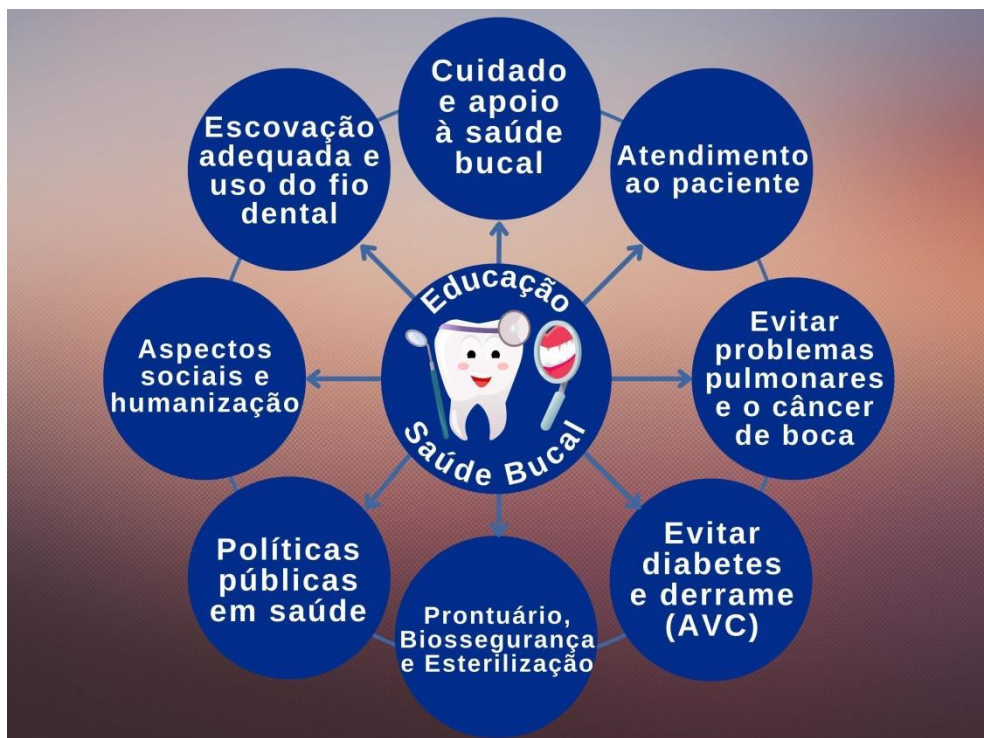 Educação
Saúde Bucal
Cuidado
e apoio
à saúde
bucal
Atendimento
ao paciente
Evitar
problemas
pulmonares
e o câncer
de boca
Evitar
diabetes
e derrame
(AVC)
Prontuário,
Biossegurança
e Esterilização
Políticas
públicas
em saúde
Aspectos
sociais e
humanização
Escovação
adequada e
uso do fio
dental